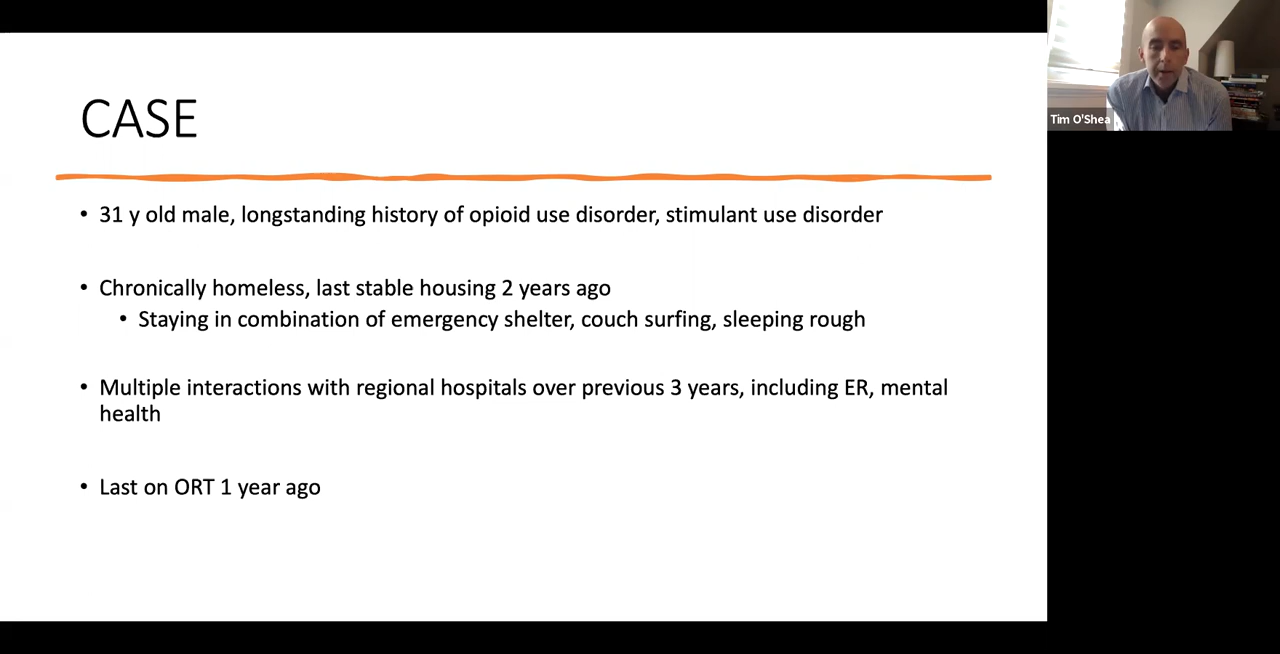 CASE
• 31 y old male, longstanding history of opioid use disorder, stimulant use disorder
• Chronically homeless, last stable housing 2 years ago
• Staying in combination of emergency shelter, couch surfing, sleeping rough
• Multiple interactions with regional hospitals over previous 3 years, including ER, mental
health
• Last on ORT 1 year ago
Tim O'Shea